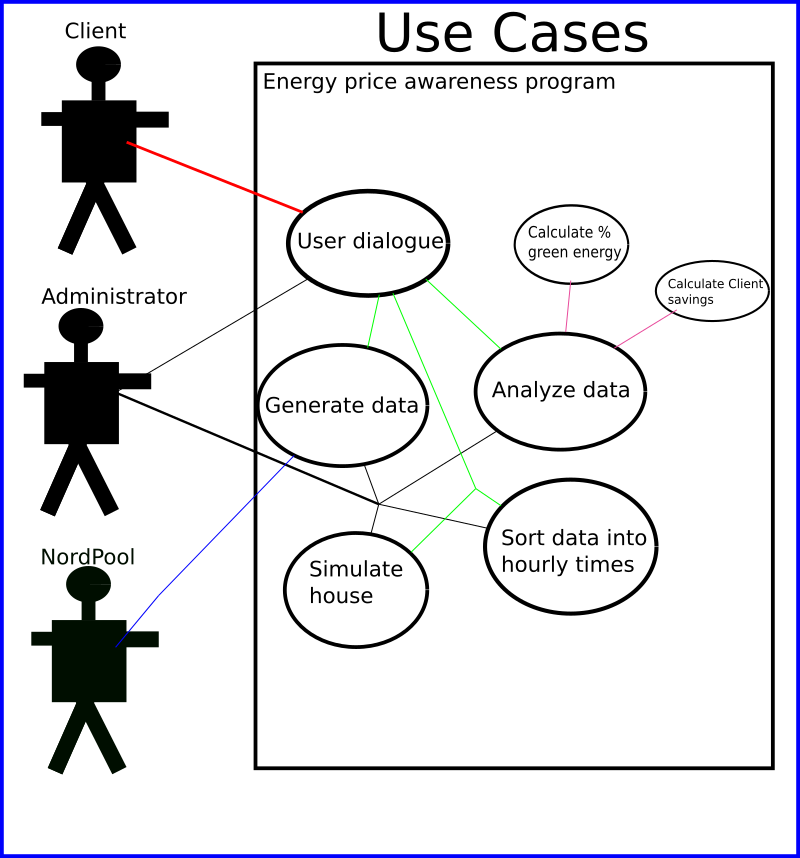 Use Cases
Client
Energy price awareness program
User dialogue
Calculate %
green energy
Calculate Client
savings
Administrator
Generate data
Analyze data
NordPool
Simulate
house
Sort data into
hourly times